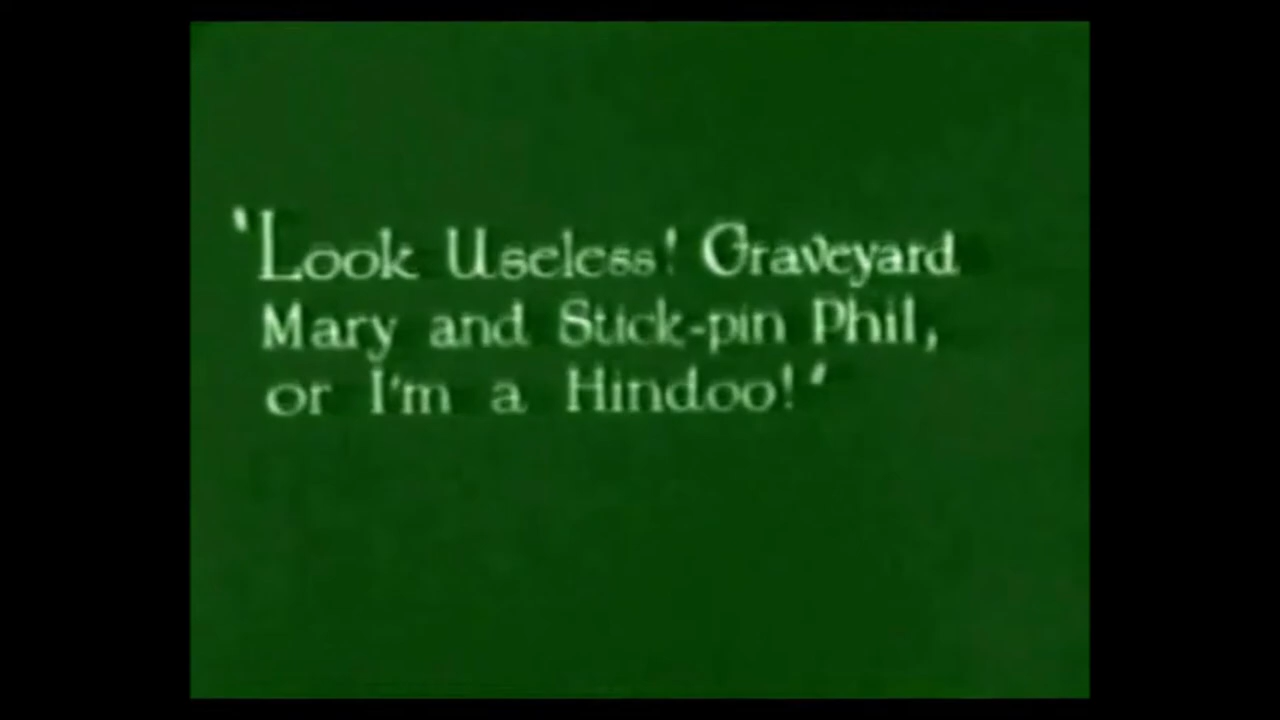 'Look Useless! Graveyard
Mary and Stick-pin Phil,
or I'm a Hindoo!'